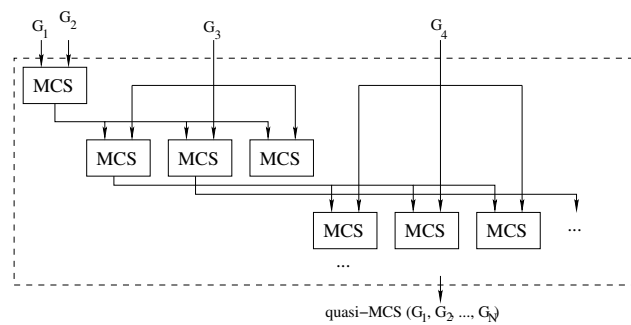 G1 G2 G3 G4
MCS
MCS MCS MCS
MCS MCS MCS ...
...
quasi−MCS (G1, G2, ..., GN)